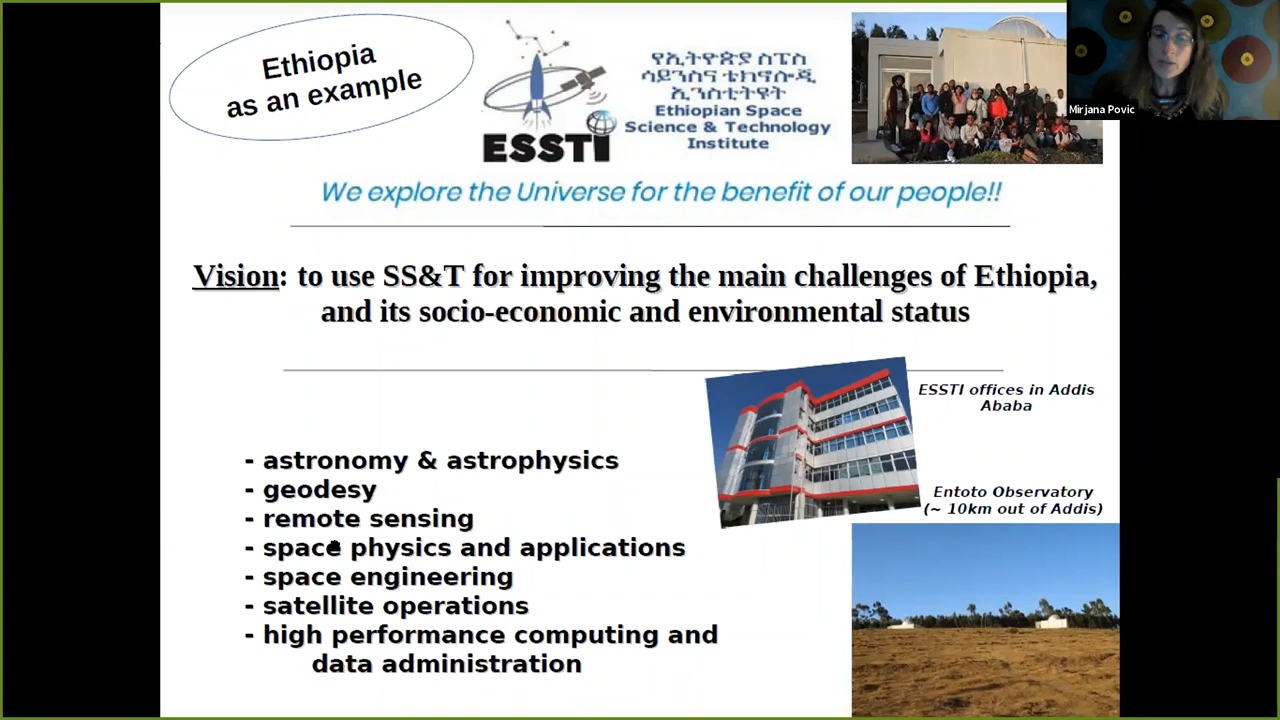 Ethiopia
as an example
ESSTI
የኢትዮጵያ ስፔስ
ሳይንስና ቴክኖሎጂ
ኢንስቲትዩት
Ethiopian Space
Science & Technology
Institute
Mirjana Povic
We explore the Universe for the benefit of our people!!
Vision: to use SS&T for improving the main challenges of Ethiopia,
and its socio-economic and environmental status
ESSTI offices in Addis
Ababa
- astronomy & astrophysics
- geodesy
- remote sensing
- space physics and applications
- space engineering
- satellite operations
- high performance computing and
data administration
Entoto Observatory
(~ 10km out of Addis)